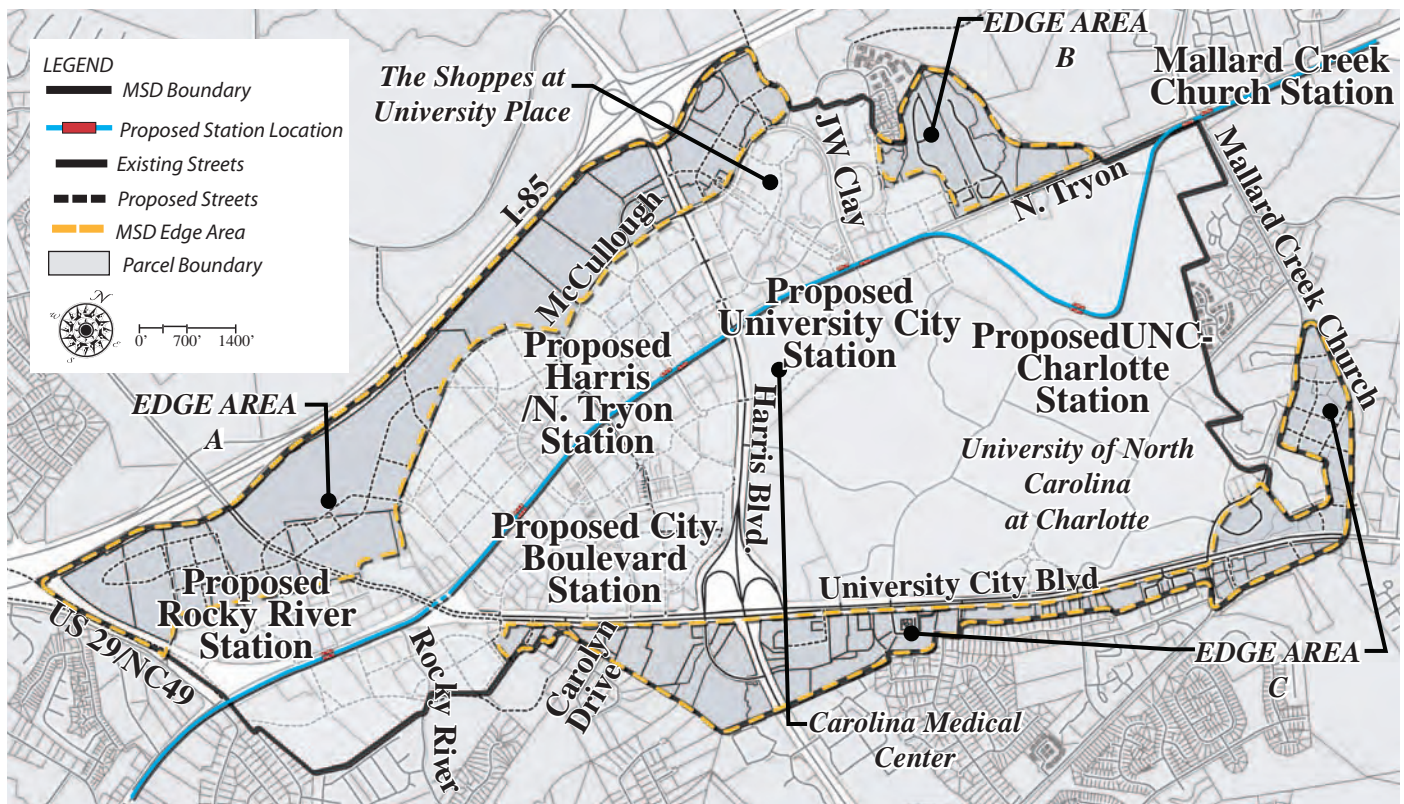 LEGEND
MSD Boundary
Proposed Station Location
Existing Streets
Proposed Streets
MSD Edge Area
Parcel Boundary
N
W
E
S
0'
700'
1400'
EDGE AREA
B
Mallard Creek
Church Station
The Shoppes at
University Place
JW Clay
N. Tryon
Mallard Creek Church
I-85
McCullough
Proposed
University City
Station
ProposedUNC-
Charlotte
Station
Proposed
Harris
/N. Tryon
Station
Harris Blvd.
EDGE AREA
A
University of North
Carolina
at Charlotte
Proposed City
Boulevard
Station
Proposed
Rocky River
Station
University City Blvd
US 29/NC49
Rocky River
Carolyn
Drive
EDGE AREA
C
Carolina Medical
Center